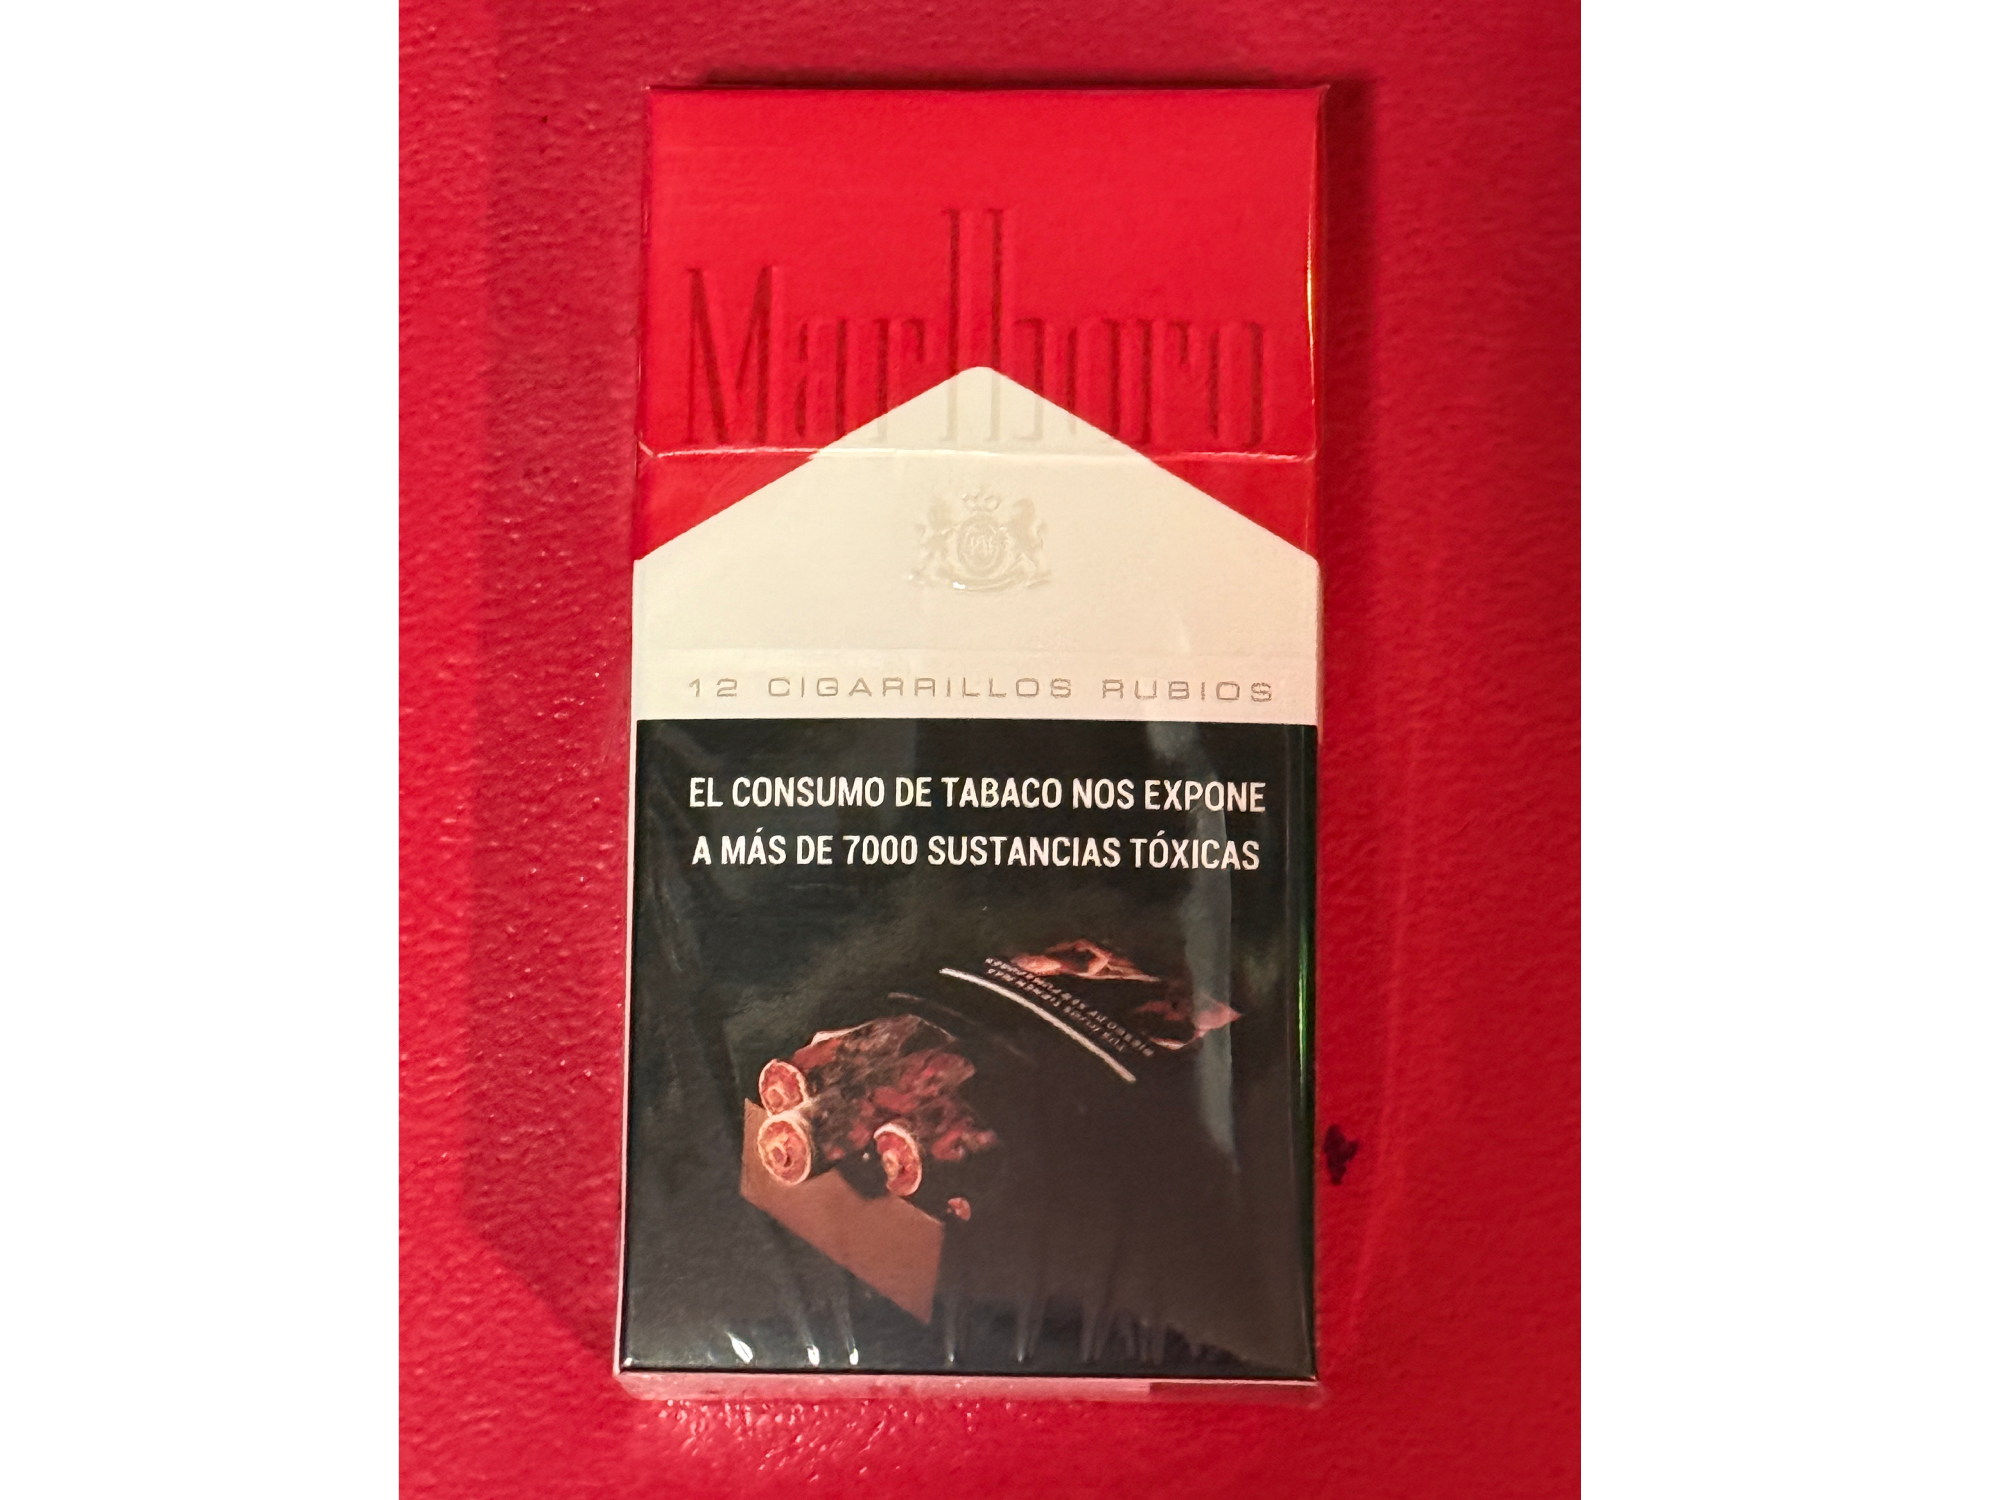 Marlboro
12 CIGARRILLOS RUBIOS
EL CONSUMO DE TABACO NOS EXPONE
A MÁS DE 7000 SUSTANCIAS TÓXICAS